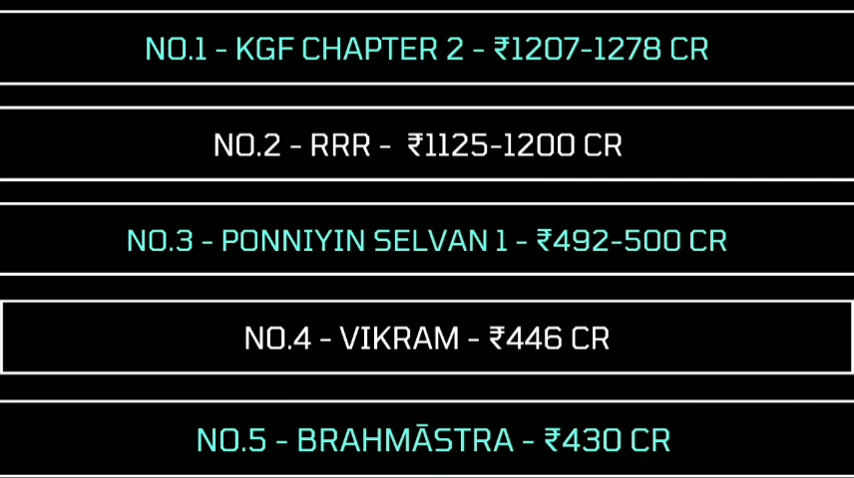 NO.1 - KGF CHAPTER 2 - ₹1207-1278 CR
NO.2 - RRR - ₹1125-1200 CR
NO.3 - PONNIYIN SELVAN 1 - ₹492-500 CR
NO.4 - VIKRAM - ₹446 CR
NO.5 - BRAHMĀSTRA - ₹430 CR